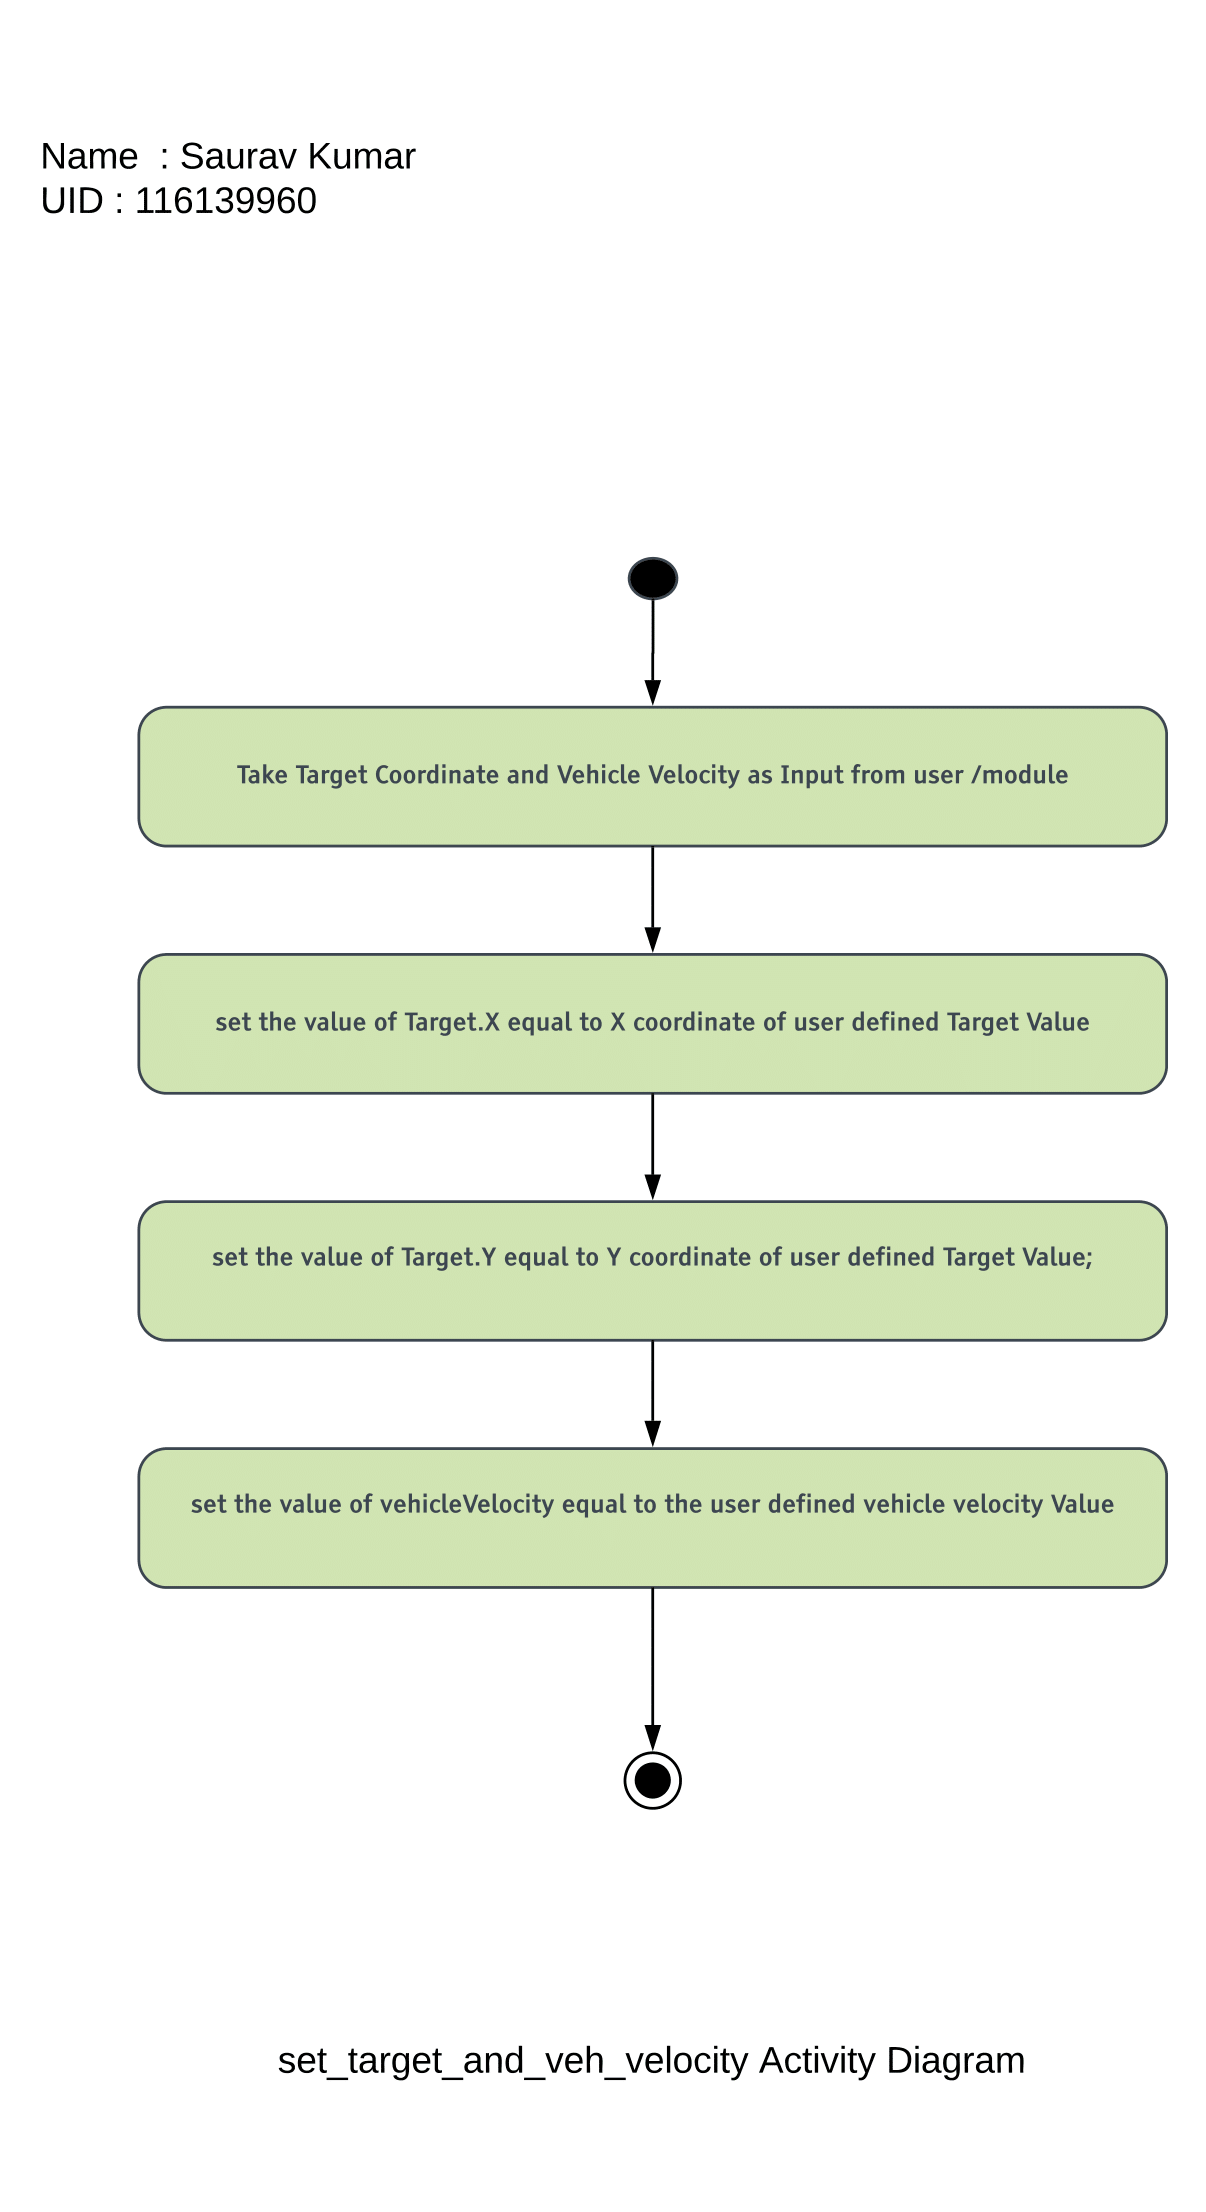 Name  : Saurav Kumar
UID : 116139960
Take Target Coordinate and Vehicle Velocity as Input from user /module
set the value of Target.X equal to X coordinate of user defined Target Value
set the value of Target.Y equal to Y coordinate of user defined Target Value;
set the value of vehicleVelocity equal to the user defined vehicle velocity Value
set_target_and_veh_velocity Activity Diagram